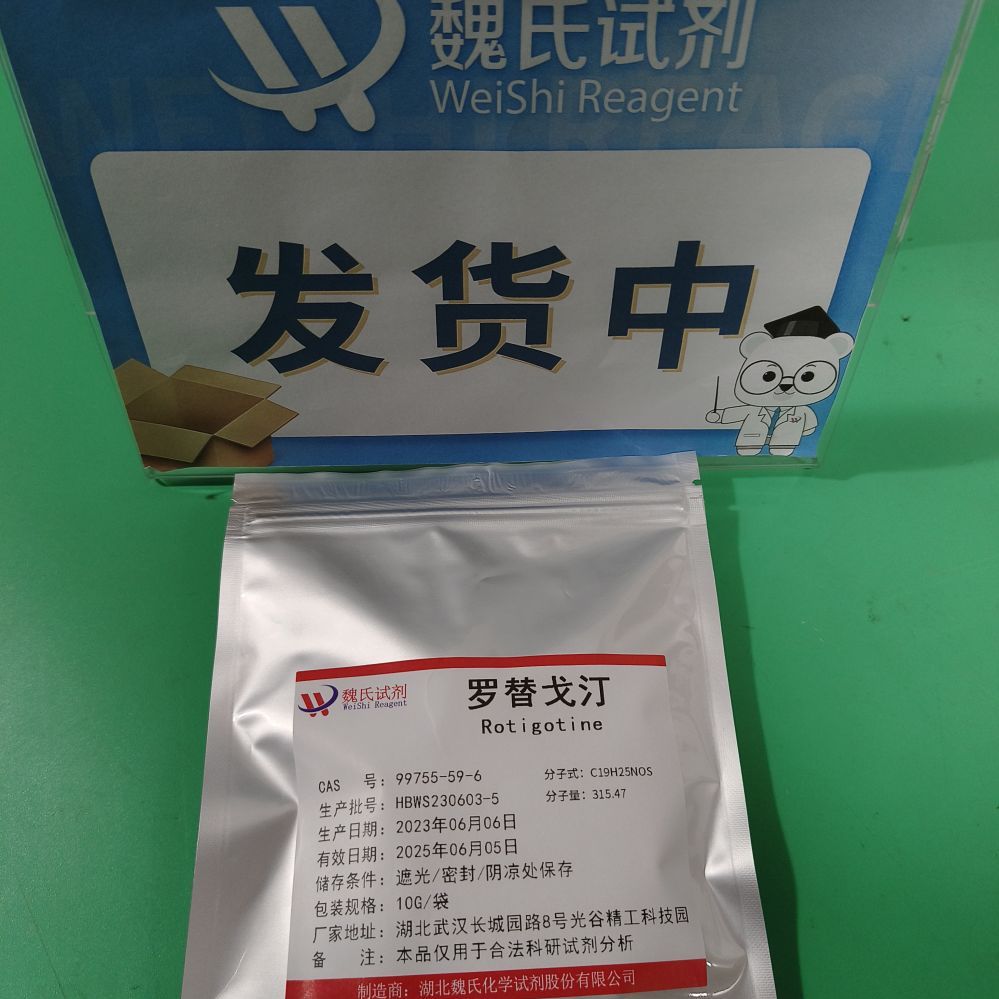 魏氏试剂
WeiShi Reagent
发货中
魏氏试剂
WeiShi Reagent
罗替戈汀
Rotigotine
CAS 号：99755-59-6 分子式：C19H25NOS
生产批号：HBWS230603-5 分子量：315.47
生产日期：2023年06月06日
有效日期：2025年06月05日
储存条件：遮光/密封/阴凉处保存
包装规格：10G/袋
厂家地址：湖北武汉长城园路8号光谷精工科技园
备 注：本品仅用于合法科研试剂分析
制造商：湖北魏氏化学试剂股份有限公司